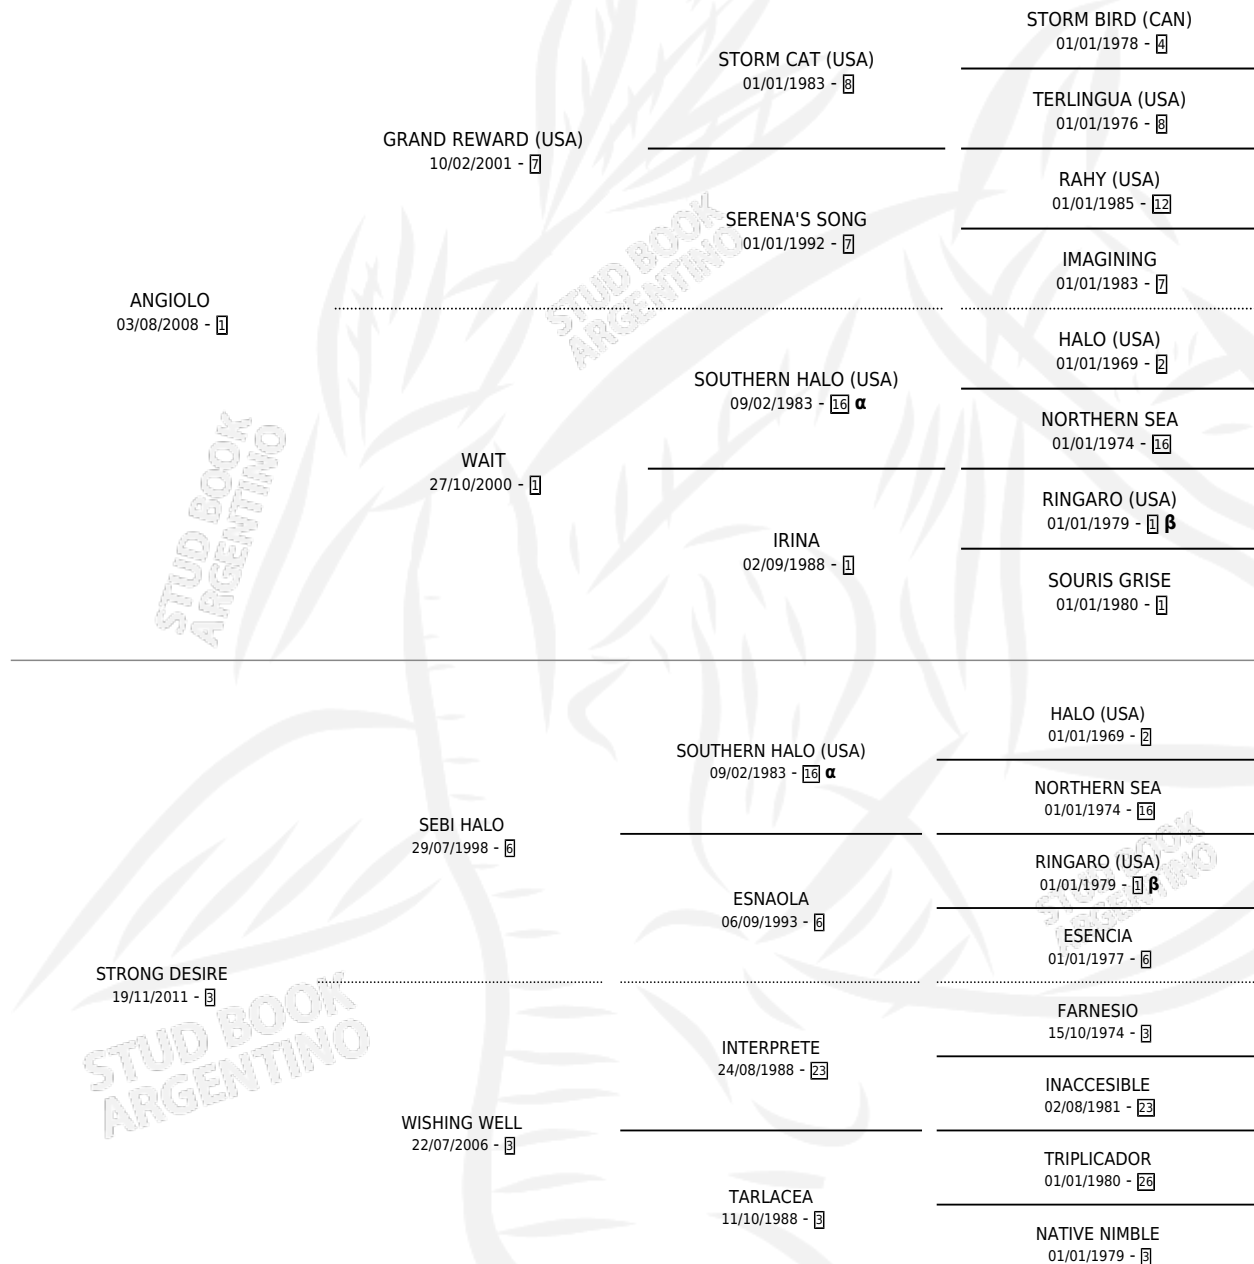 STORM BIRD (CAN)
01/01/1978 - 4
STORM CAT (USA)
01/01/1983 - 8
TERLINGUA (USA)
01/01/1976 - 8
GRAND REWARD (USA)
10/02/2001 - 7
RAHY (USA)
01/01/1985 - 12
SERENA'S SONG
01/01/1992 - 7
IMAGINING
01/01/1983 - 7
STUD BOOK
ARGENTINO
ANGIOLO
03/08/2008 - 1
HALO (USA)
01/01/1969 - 2
SOUTHERN HALO (USA)
09/02/1983 - 16 α
NORTHERN SEA
01/01/1974 - 16
WAIT
27/10/2000 - 1
RINGARO (USA)
01/01/1979 - 1 β
IRINA
02/09/1988 - 1
SOURIS GRISE
01/01/1980 - 1
STUD BOOK
ARGENTINO
HALO (USA)
01/01/1969 - 2
SOUTHERN HALO (USA)
09/02/1983 - 16 α
NORTHERN SEA
01/01/1974 - 16
SEBI HALO
29/07/1998 - 6
RINGARO (USA)
01/01/1979 - 1 β
ESNAOLA
06/09/1993 - 6
ESENCIA
01/01/1977 - 6
STUD BOOK
ARGENTINO
STRONG DESIRE
19/11/2011 - 3
FARNESIO
15/10/1974 - 3
INTERPRETE
24/08/1988 - 23
INACCESIBLE
02/08/1981 - 23
WISHING WELL
22/07/2006 - 3
TRIPLICADOR
01/01/1980 - 26
TARLACEA
11/10/1988 - 3
NATIVE NIMBLE
01/01/1979 - 3
STUD BOOK
ARGENTINO